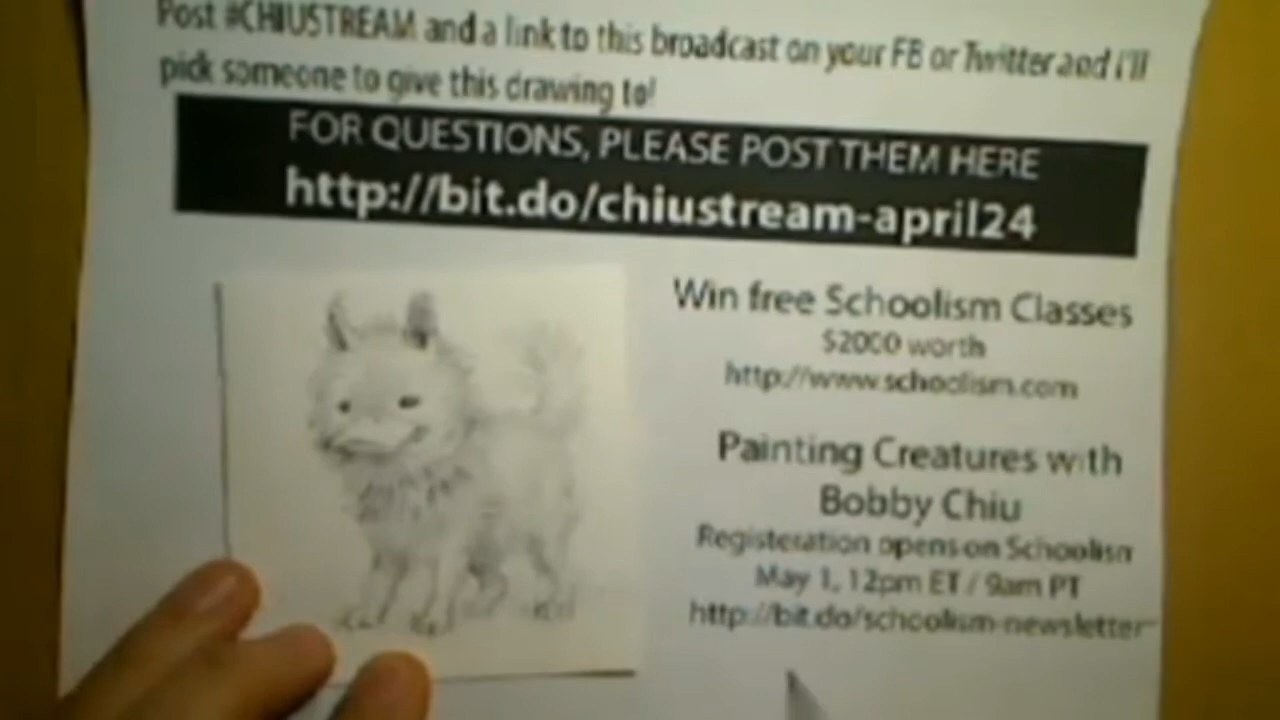 Post #CHIUSTREAM and a link to this broadcast on your FB or Twitter and I'll
pick someone to give this drawing to!
FOR QUESTIONS, PLEASE POST THEM HERE
http://bit.do/chiustream-april24
Win free Schoolism Classes
$2000 worth
http://www.schoolism.com
Painting Creatures with
Bobby Chiu
Registeration opens on Schoolism
May 1, 12pm ET / 9am PT
http://bit.do/schoolism-newsletter